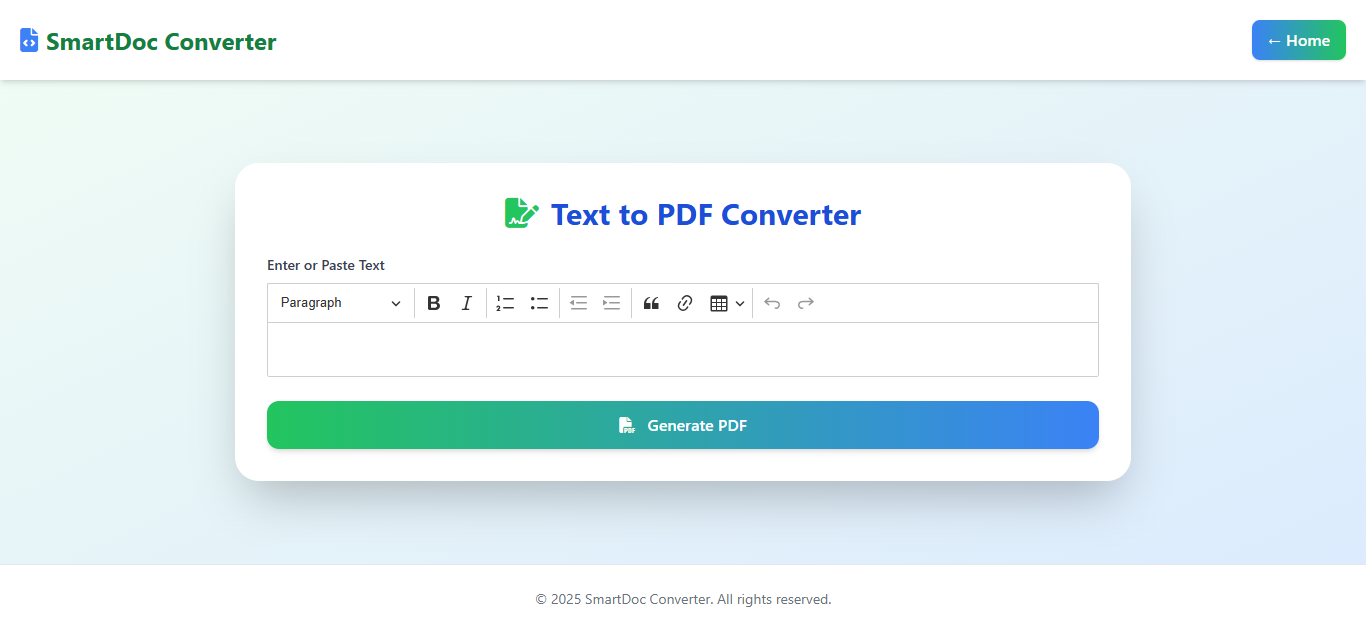 SmartDoc Converter
← Home
Text to PDF Converter
Enter or Paste Text
Paragraph
Generate PDF
© 2025 SmartDoc Converter. All rights reserved.